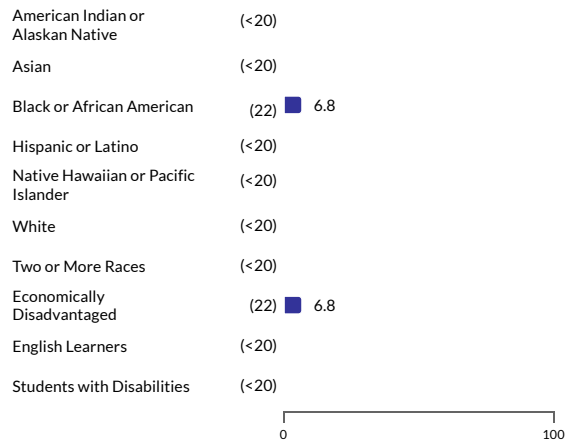 American Indian or
Alaskan Native (<20)
Asian (<20)
Black or African American (22) 6.8
Hispanic or Latino (<20)
Native Hawaiian or Pacific
Islander (<20)
White (<20)
Two or More Races (<20)
Economically
Disadvantaged (22) 6.8
English Learners (<20)
Students with Disabilities (<20)
0 100